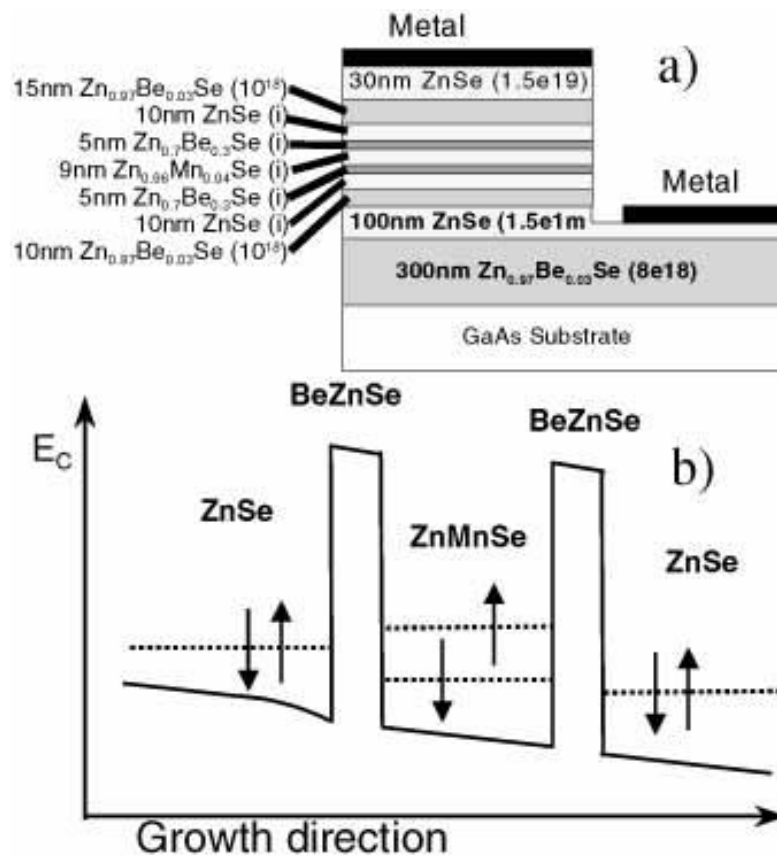 Metal
a)
15nm Zn₀.₉₇Be₀.₀₃Se (10¹⁸)
30nm ZnSe (1.5e19)
10nm ZnSe (i)
5nm Zn₀.₇Be₀.₃Se (i)
9nm Zn₀.₉₆Mn₀.₀₄Se (i)
5nm Zn₀.₇Be₀.₃Se (i)
10nm ZnSe (i)
10nm Zn₀.₉₇Be₀.₀₃Se (10¹⁸)
Metal
100nm ZnSe (1.5e1m
300nm Zn₀.₉₇Be₀.₀₃Se (8e18)
GaAs Substrate
b)
E_C
BeZnSe
BeZnSe
ZnSe
ZnMnSe
ZnSe
Growth direction